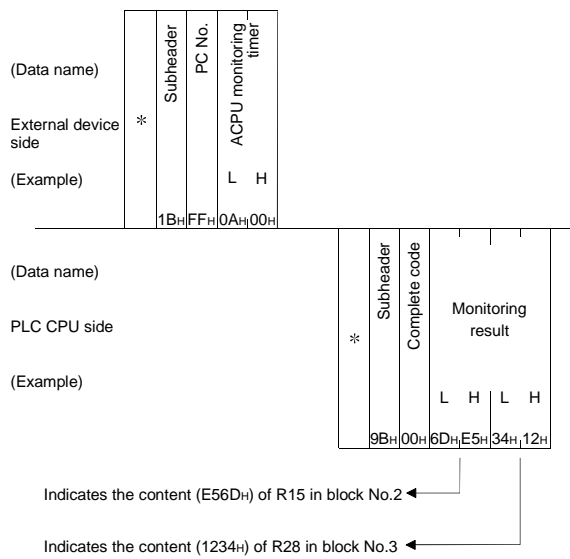 (Data name)
External device
side
(Example)
*
Subheader
PC No.
ACPU monitoring
timer
L H
1BH FFH 0AH 00H
(Data name)
PLC CPU side
(Example)
*
Subheader
Complete code
Monitoring
result
L H L H
9BH 00H 6DH E5H 34H 12H
Indicates the content (E56DH) of R15 in block No.2
Indicates the content (1234H) of R28 in block No.3